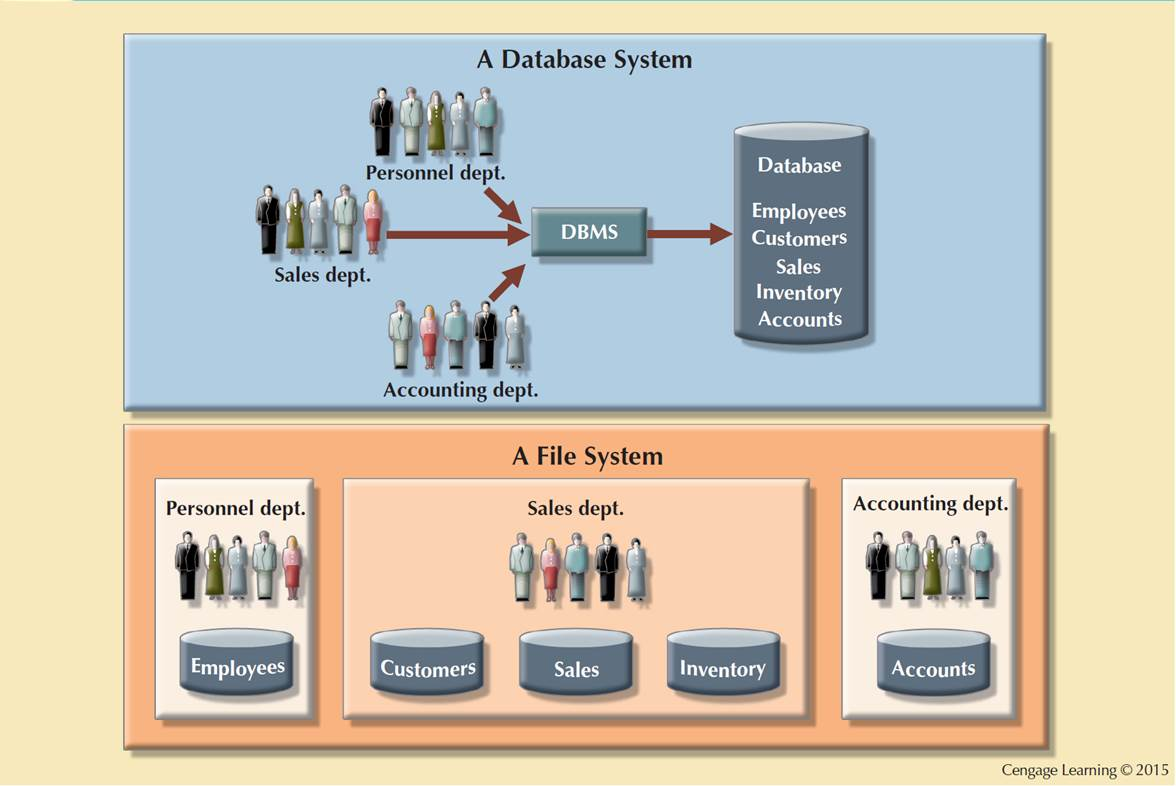 A Database System
Personnel dept.
Sales dept.
Accounting dept.
DBMS
Database
Employees
Customers
Sales
Inventory
Accounts
A File System
Personnel dept.
Employees
Sales dept.
Customers
Sales
Inventory
Accounting dept.
Accounts
Cengage Learning © 2015